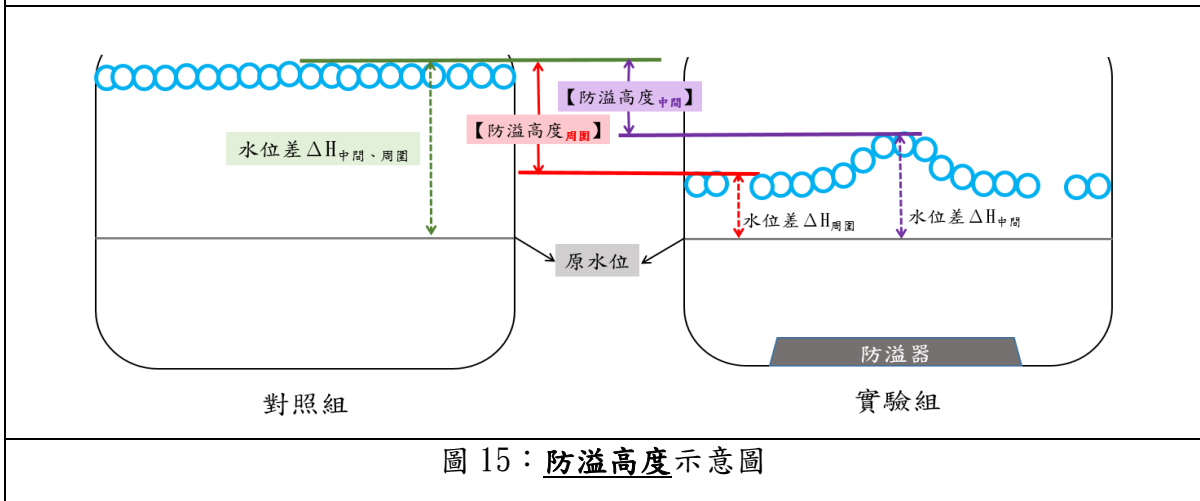 【防溢高度中間】
【防溢高度周圍】
水位差ΔH中間、周圍
水位差ΔH周圍
水位差ΔH中間
原水位
防溢器
對照組
實驗組
圖 15：防溢高度示意圖